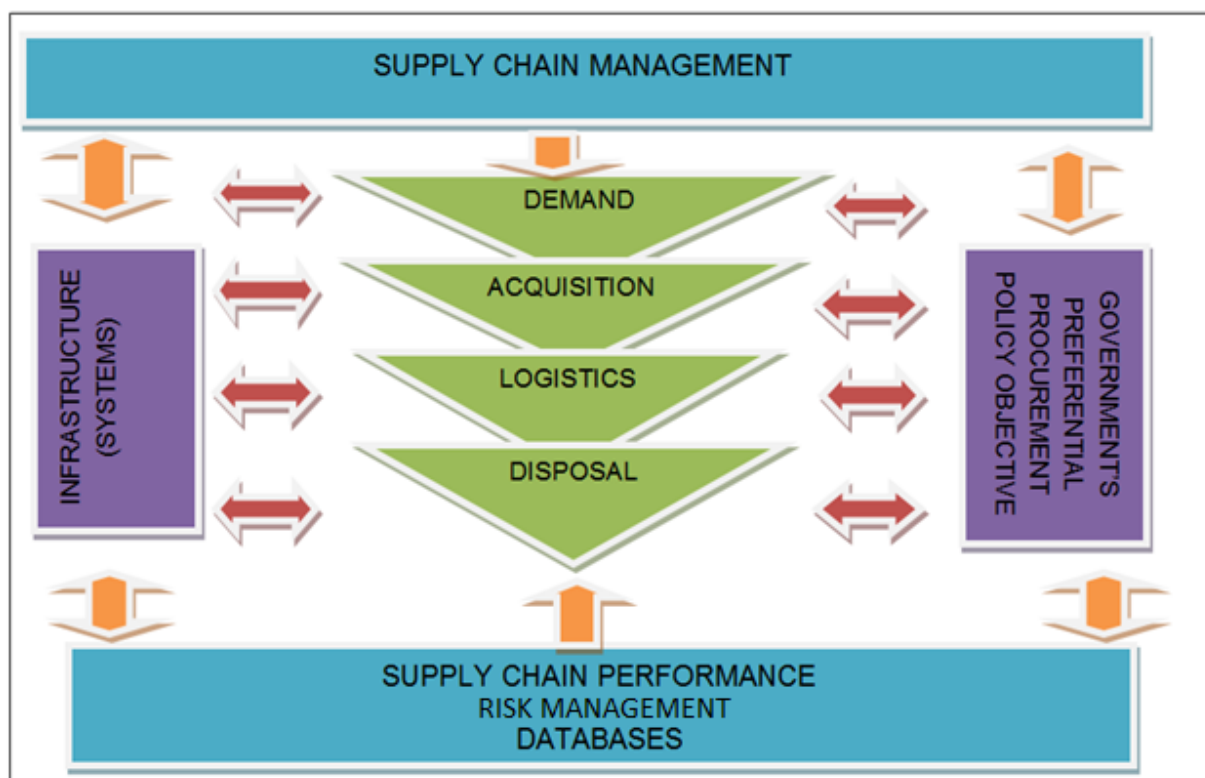 SUPPLY CHAIN MANAGEMENT
DEMAND
ACQUISITION
LOGISTICS
DISPOSAL
INFRASTRUCTURE
(SYSTEMS)
GOVERNMENT’S
PREFERENTIAL
PROCUREMENT
POLICY OBJECTIVE
SUPPLY CHAIN PERFORMANCE
RISK MANAGEMENT
DATABASES